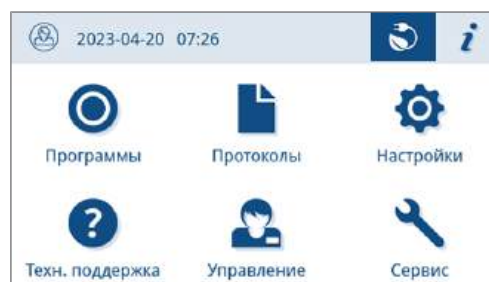 2023-04-20 07:26 i
Программы Протоколы Настройки
?
Техн. поддержка Управление Сервис